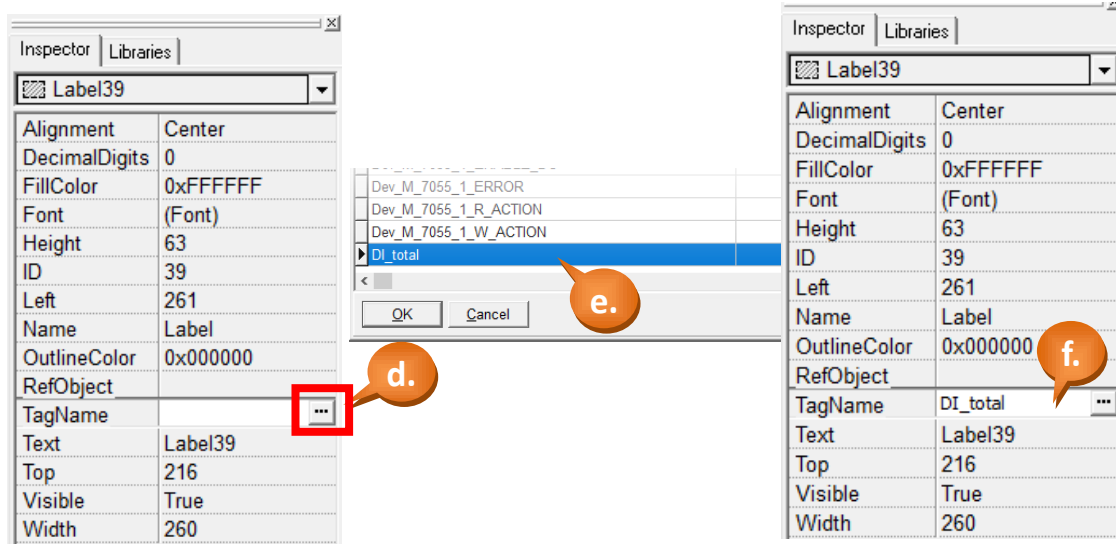 Inspector Libraries
Label39
Alignment Center
DecimalDigits 0
FillColor 0xFFFFFF
Font (Font)
Height 63
ID 39
Left 261
Name Label
OutlineColor 0x000000
RefObject
TagName ...
Text Label39
Top 216
Visible True
Width 260
d.
Dev_M_7055_1_ERROR
Dev_M_7055_1_R_ACTION
Dev_M_7055_1_W_ACTION
DI_total
OK Cancel
e.
Inspector Libraries
Label39
Alignment Center
DecimalDigits 0
FillColor 0xFFFFFF
Font (Font)
Height 63
ID 39
Left 261
Name Label
OutlineColor 0x000000
RefObject
TagName DI_total ...
Text Label39
Top 216
Visible True
Width 260
f.